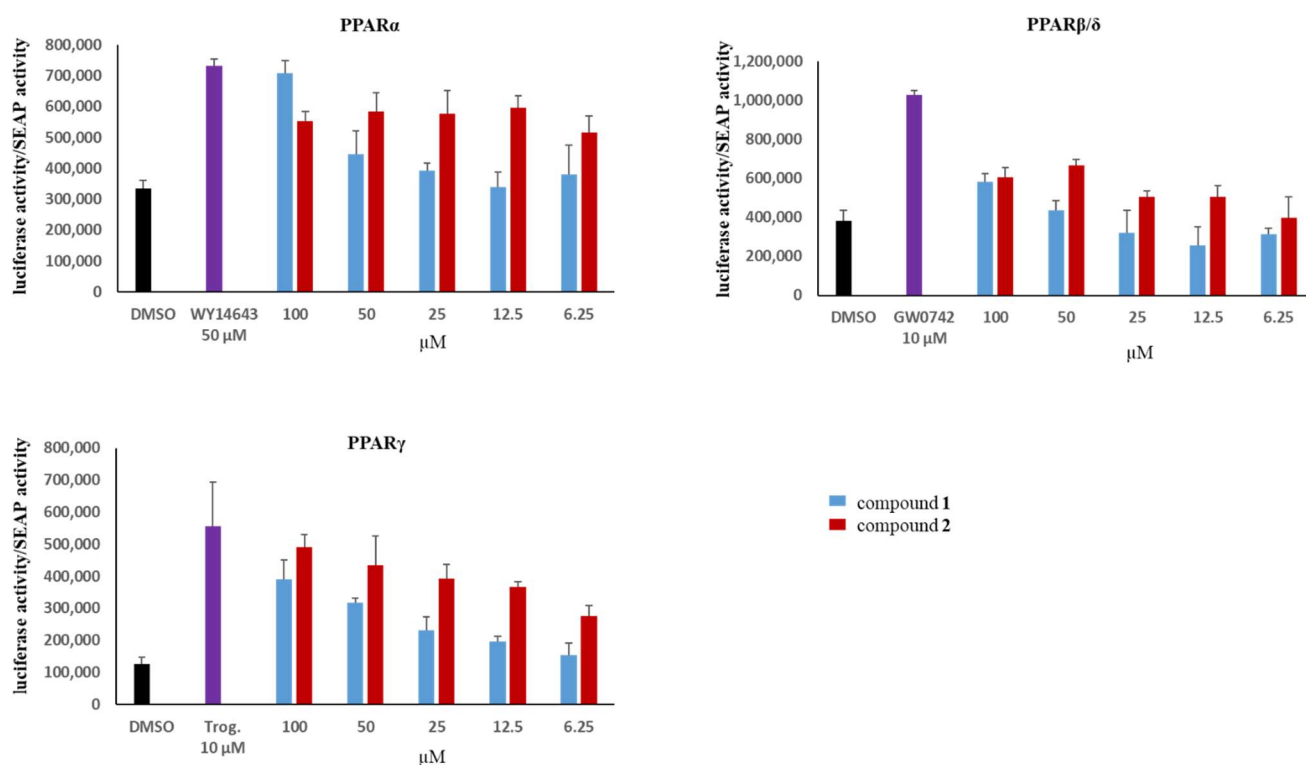 PPARα
luciferase activity/SEAP activity
800,000
700,000
600,000
500,000
400,000
300,000
200,000
100,000
0
DMSO WY14643 100 50 25 12.5 6.25
50 μM
μM
PPARβ/δ
luciferase activity/SEAP activity
1,200,000
1,000,000
800,000
600,000
400,000
200,000
0
DMSO GW0742 100 50 25 12.5 6.25
10 μM
μM
PPARγ
luciferase activity/SEAP activity
800,000
700,000
600,000
500,000
400,000
300,000
200,000
100,000
0
DMSO Trog. 100 50 25 12.5 6.25
10 μM
μM
compound 1
compound 2